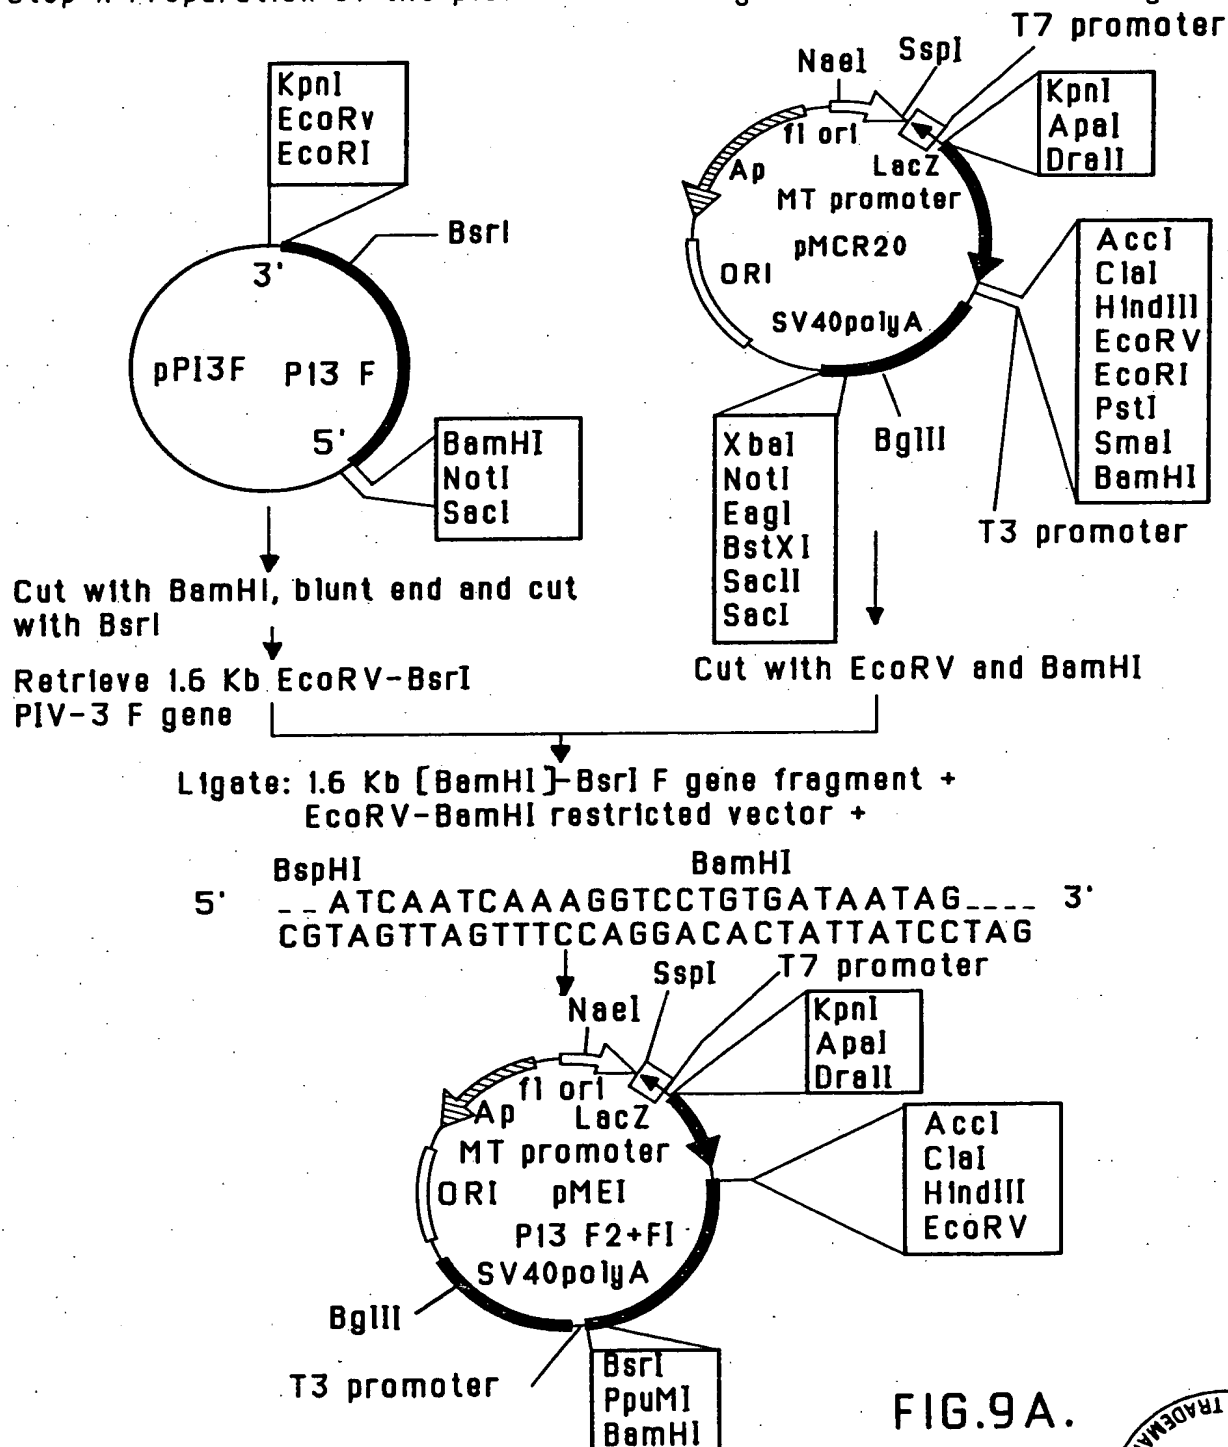 T7 promoter
NaeI
SspI
KpnI
EcoRv
EcoRI
KpnI
ApaI
DraII
f1 ori
LacZ
Ap
MT promoter
pMCR20
ORI
SV40polyA
BsrI
3'
pPI3F
PI3 F
5'
BamHI
NotI
SacI
AccI
ClaI
HindIII
EcoRV
EcoRI
PstI
SmaI
BamHI
XbaI
NotI
EagI
BstXI
SacII
SacI
BglII
T3 promoter
Cut with BamHI, blunt end and cut
with BsrI
Retrieve 1.6 Kb EcoRV-BsrI
PIV-3 F gene
Cut with EcoRV and BamHI
Ligate: 1.6 Kb [BamHI]-BsrI F gene fragment +
EcoRV-BamHI restricted vector +
BspHI BamHI
5' _ _ ATCAATCAAAGGTCCTGTGATAATAG_ _ _ _ 3'
CGTAGTTAGTTTCCAGGACACTATTATCCTAG
SspI
T7 promoter
NaeI
KpnI
ApaI
DraII
f1 ori
Ap
LacZ
MT promoter
ORI
pMEI
PI3 F2+FI
SV40polyA
AccI
ClaI
HindIII
EcoRV
BglII
T3 promoter
BsrI
PpuMI
BamHI
FIG.9A.